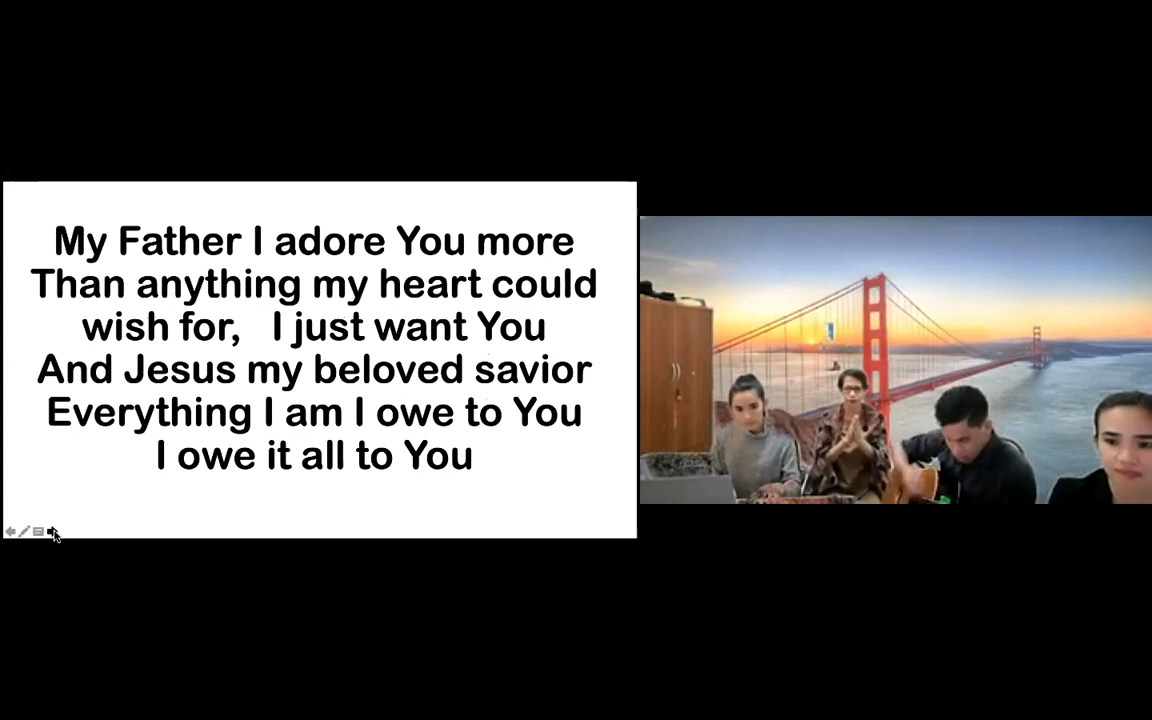 My Father I adore You more
Than anything my heart could
wish for, I just want You
And Jesus my beloved savior
Everything I am I owe to You
I owe it all to You